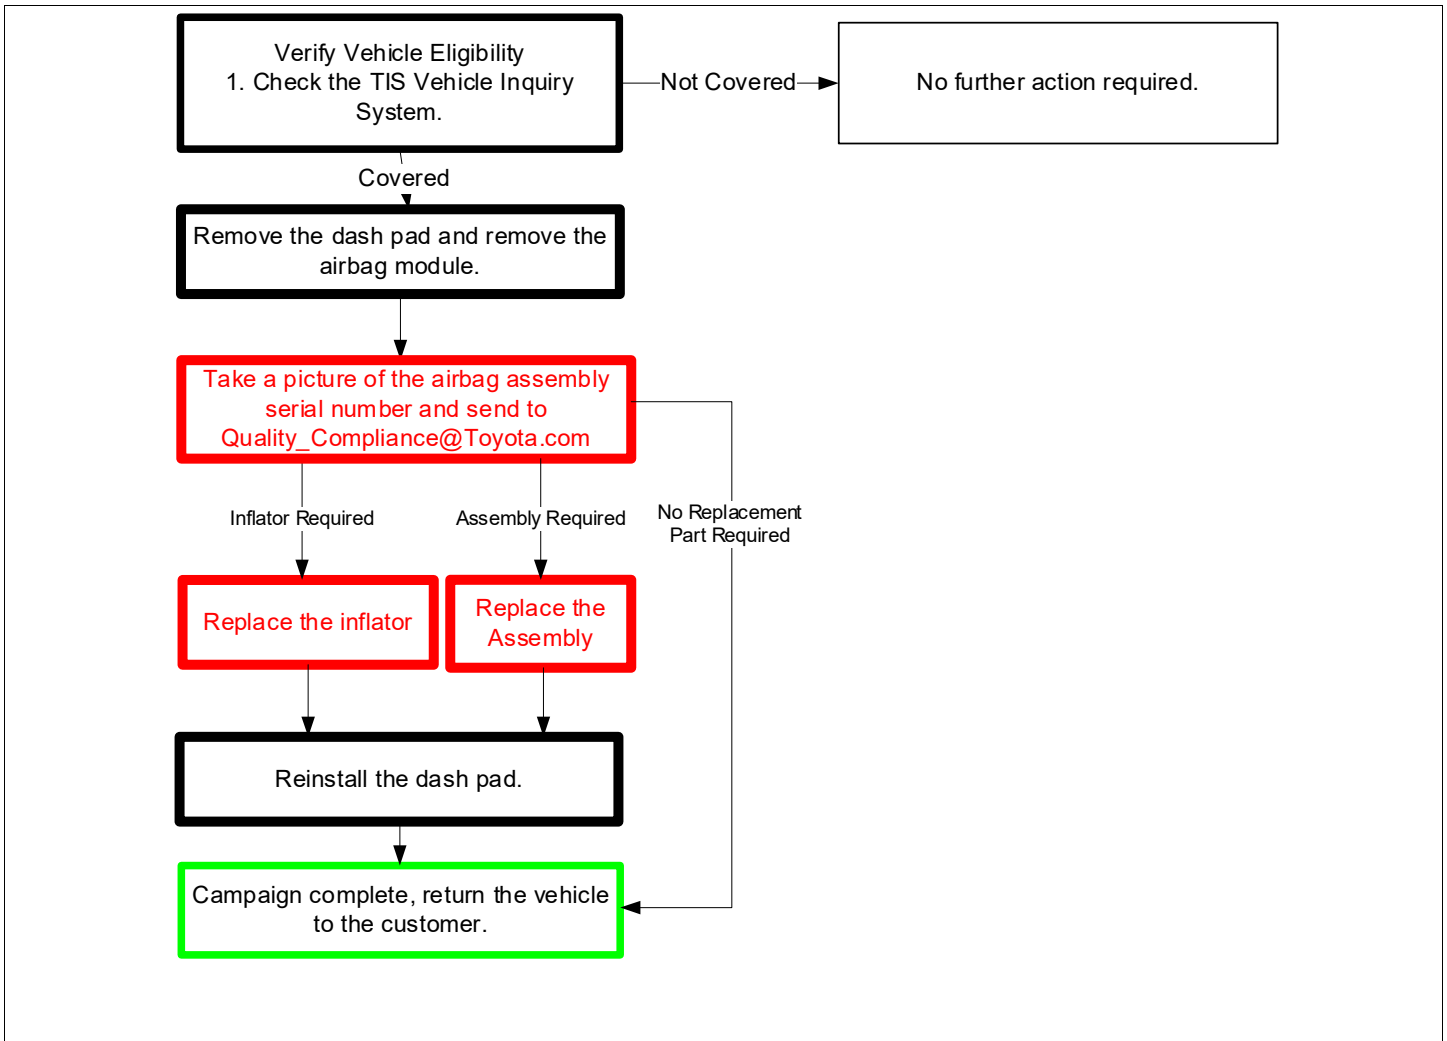 Verify Vehicle Eligibility
1. Check the TIS Vehicle Inquiry
System.
Not Covered
No further action required.
Covered
Remove the dash pad and remove the
airbag module.
Take a picture of the airbag assembly
serial number and send to
Quality_Compliance@Toyota.com
Inflator Required
Assembly Required
No Replacement
Part Required
Replace the inflator
Replace the
Assembly
Reinstall the dash pad.
Campaign complete, return the vehicle
to the customer.